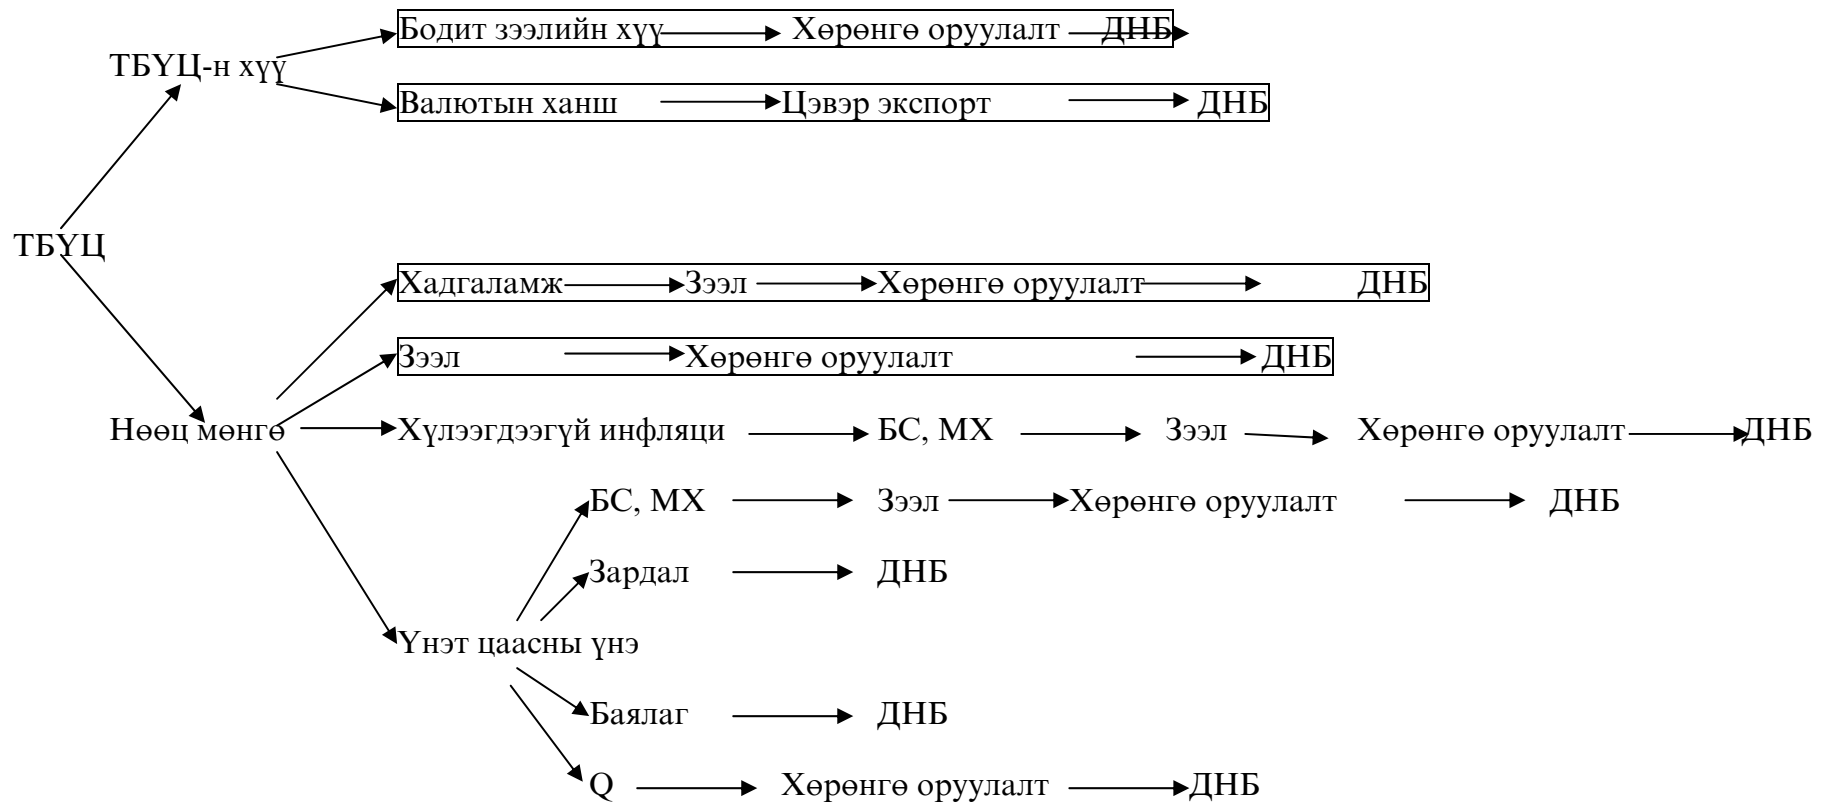 Бодит зээлийн хүү Хөрөнгө оруулалт ДНБ
ТБҮЦ-н хүү
Валютын ханш Цэвэр экспорт ДНБ
ТБҮЦ
Хадгаламж Зээл Хөрөнгө оруулалт ДНБ
Зээл Хөрөнгө оруулалт ДНБ
Нөөц мөнгө Хүлээгдээгүй инфляци БС, МХ Зээл Хөрөнгө оруулалт ДНБ
БС, МХ Зээл Хөрөнгө оруулалт ДНБ
Зардал ДНБ
Үнэт цаасны үнэ
Баялаг ДНБ
Q Хөрөнгө оруулалт ДНБ